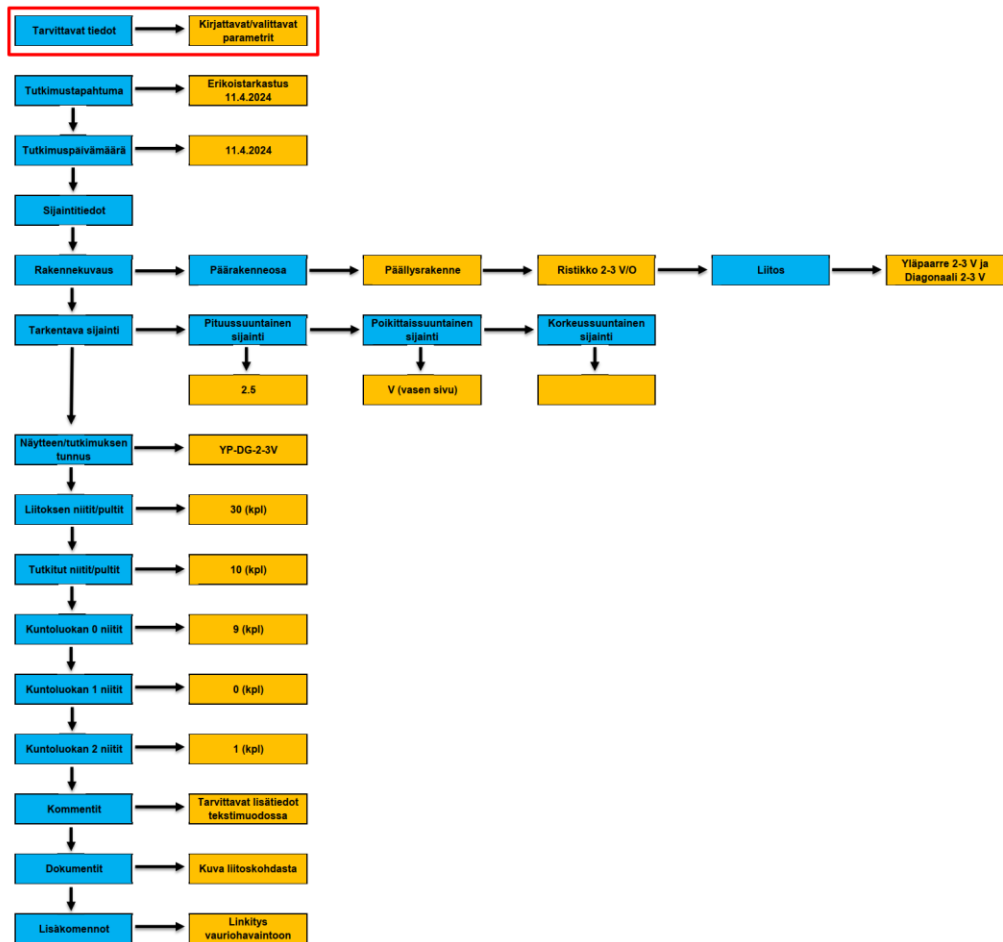 Tarvittavat tiedot
Kirjattavat/valittavat
parametrit
Tutkimustapahtuma
Erikoistarkastus
11.4.2024
Tutkimuspäivämäärä
11.4.2024
Sijaintitiedot
Rakennekuvaus
Päärakenneosa
Päällysrakenne
Ristikko 2-3 V/O
Liitos
Yläpaarre 2-3 V ja
Diagonaali 2-3 V
Tarkentava sijainti
Pituussuuntainen
sijainti
Poikittaissuuntainen
sijainti
Korkeussuuntainen
sijainti
2.5
V (vasen sivu)
Näytteen/tutkimuksen
tunnus
YP-DG-2-3V
Liitoksen niitit/pultit
30 (kpl)
Tutkitut niitit/pultit
10 (kpl)
Kuntoluokan 0 niitit
9 (kpl)
Kuntoluokan 1 niitit
0 (kpl)
Kuntoluokan 2 niitit
1 (kpl)
Kommentit
Tarvittavat lisätiedot
tekstimuodossa
Dokumentit
Kuva liitoskohdasta
Lisäkomennot
Linkitys
vauriohavaintoon